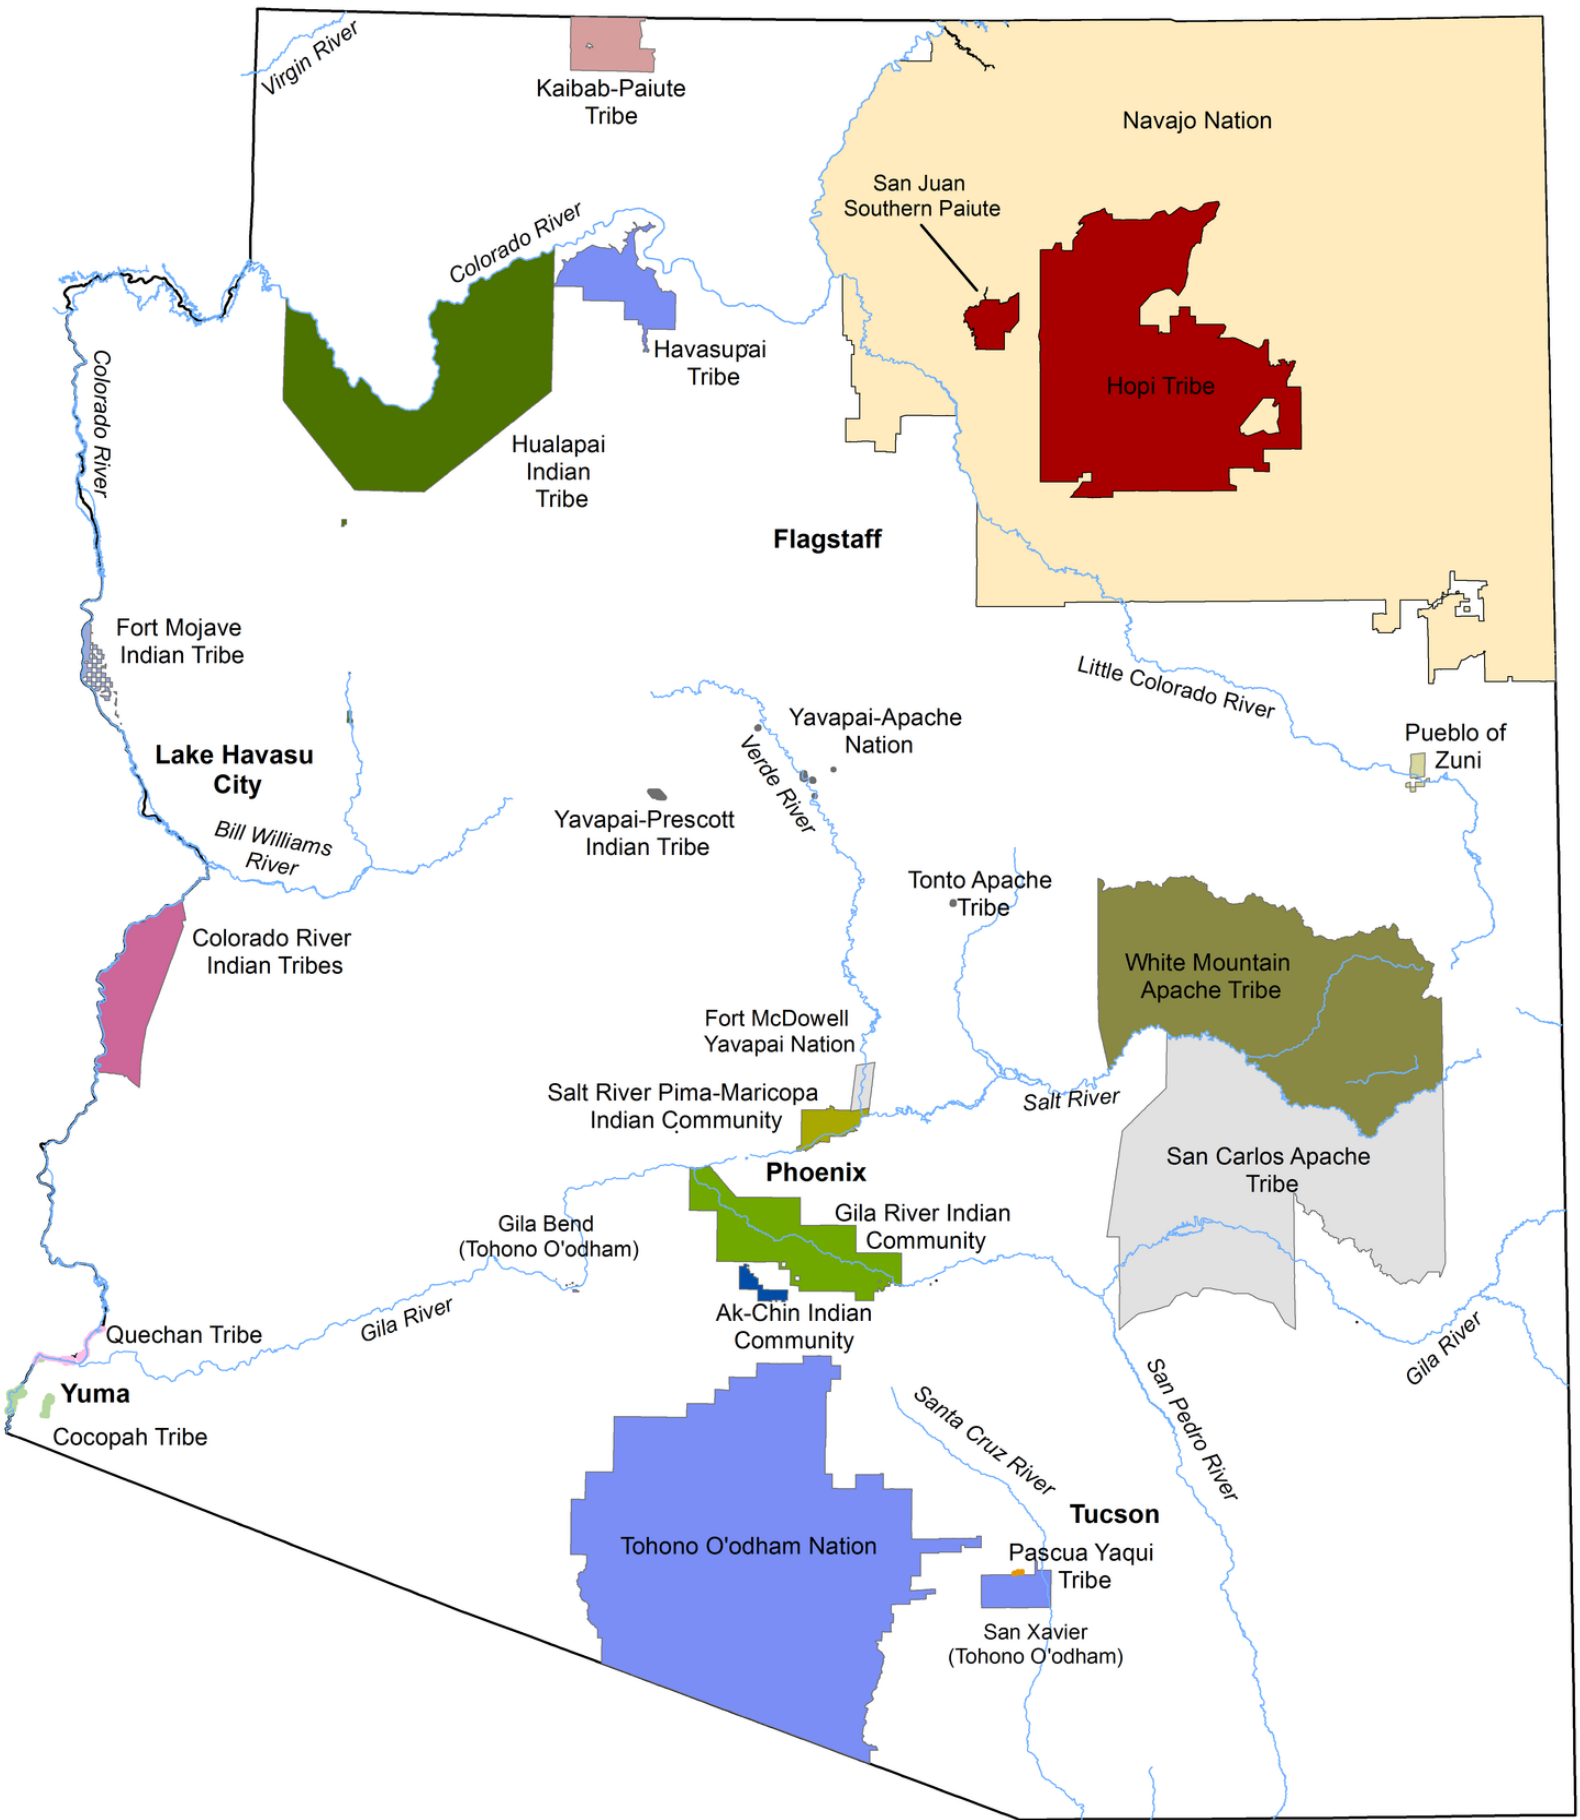 Virgin River
Kaibab-Paiute
Tribe
Navajo Nation
San Juan
Southern Paiute
Colorado River
Havasupai
Tribe
Hopi Tribe
Colorado River
Hualapai
Indian
Tribe
Flagstaff
Fort Mojave
Indian Tribe
Little Colorado River
Yavapai-Apache
Nation
Pueblo of
Zuni
Lake Havasu
City
Verde River
Yavapai-Prescott
Indian Tribe
Bill Williams
River
Tonto Apache
Tribe
Colorado River
Indian Tribes
White Mountain
Apache Tribe
Fort McDowell
Yavapai Nation
Salt River Pima-Maricopa
Indian Community
Salt River
San Carlos Apache
Tribe
Phoenix
Gila River Indian
Community
Gila Bend
(Tohono O'odham)
Ak-Chin Indian
Community
Gila River
Quechan Tribe
Gila River
Yuma
Cocopah Tribe
Santa Cruz River
San Pedro River
Tucson
Tohono O'odham Nation
Pascua Yaqui
Tribe
San Xavier
(Tohono O'odham)